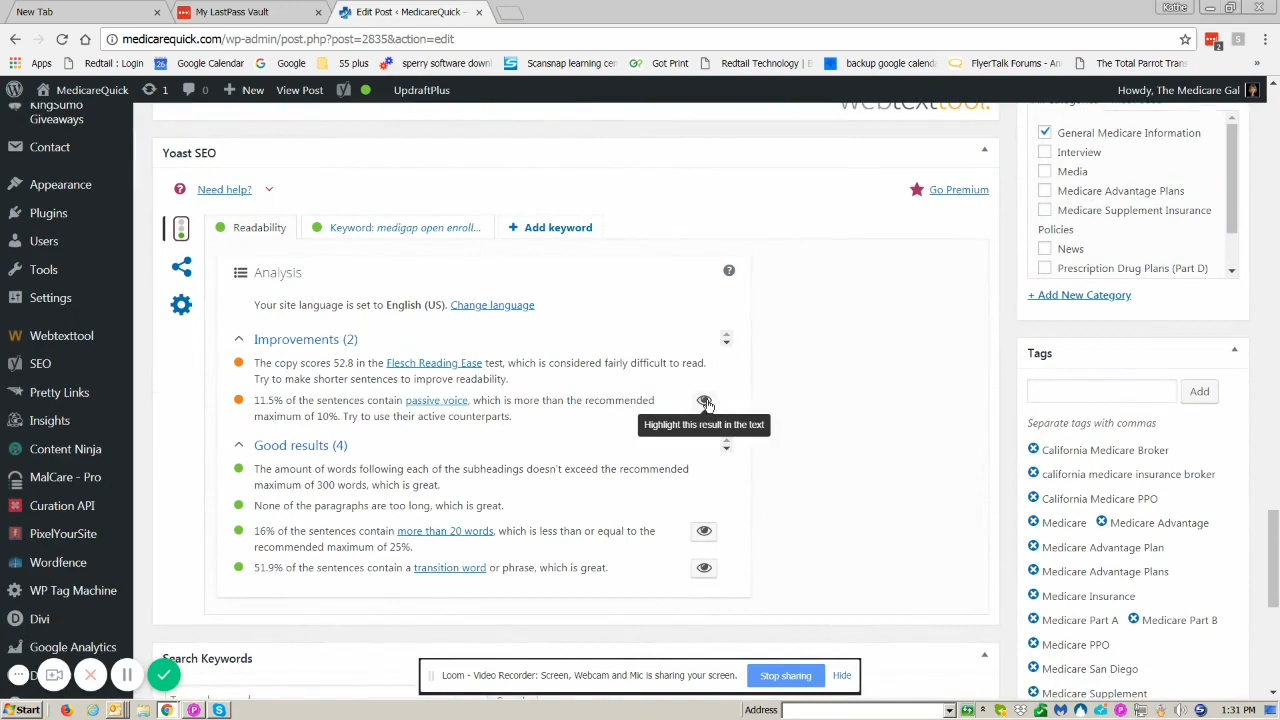 New Tab
My LastPass Vault
Edit Post ‹ MedicareQuick –
Kathe
medicarequick.com/wp-admin/post.php?post=2835&action=edit
2
S
Apps
Redtail : Login
26
Google Calendar
Google
55 plus
sperry software down
Scansnap learning cen
Got Print
Redtail Technology |
backup google calenda
FlyerTalk Forums - An
The Total Parrot Trans
»
MedicareQuick
1
0
New
View Post
UpdraftPlus
Howdy, The Medicare Gal
KingSumo
Giveaways
Contact
Appearance
Plugins
Users
Tools
Settings
Webtexttool
SEO
Pretty Links
Insights
Content Ninja
MalCare - Pro
Curation API
PixelYourSite
Wordfence
WP Tag Machine
Divi
Google Analytics
webtexttool.
Yoast SEO
Need help?
Go Premium
Readability
Keyword: medigap open enroll...
+ Add keyword
Analysis
Your site language is set to English (US). Change language
Improvements (2)
The copy scores 52.8 in the Flesch Reading Ease test, which is considered fairly difficult to read.
Try to make shorter sentences to improve readability.
11.5% of the sentences contain passive voice, which is more than the recommended
maximum of 10%. Try to use their active counterparts.
Highlight this result in the text
Good results (4)
The amount of words following each of the subheadings doesn't exceed the recommended
maximum of 300 words, which is great.
None of the paragraphs are too long, which is great.
16% of the sentences contain more than 20 words, which is less than or equal to the
recommended maximum of 25%.
51.9% of the sentences contain a transition word or phrase, which is great.
Search Keywords
General Medicare Information
Interview
Media
Medicare Advantage Plans
Medicare Supplement Insurance
Policies
News
Prescription Drug Plans (Part D)
+ Add New Category
Tags
Add
Separate tags with commas
California Medicare Broker
california medicare insurance broker
California Medicare PPO
Medicare
Medicare Advantage
Medicare Advantage Plan
Medicare Advantage Plans
Medicare Insurance
Medicare Part A
Medicare Part B
Medicare PPO
Medicare San Diego
Medicare Supplement
Loom - Video Recorder: Screen, Webcam and Mic is sharing your screen.
Stop sharing
Hide
Start
Address
1:31 PM